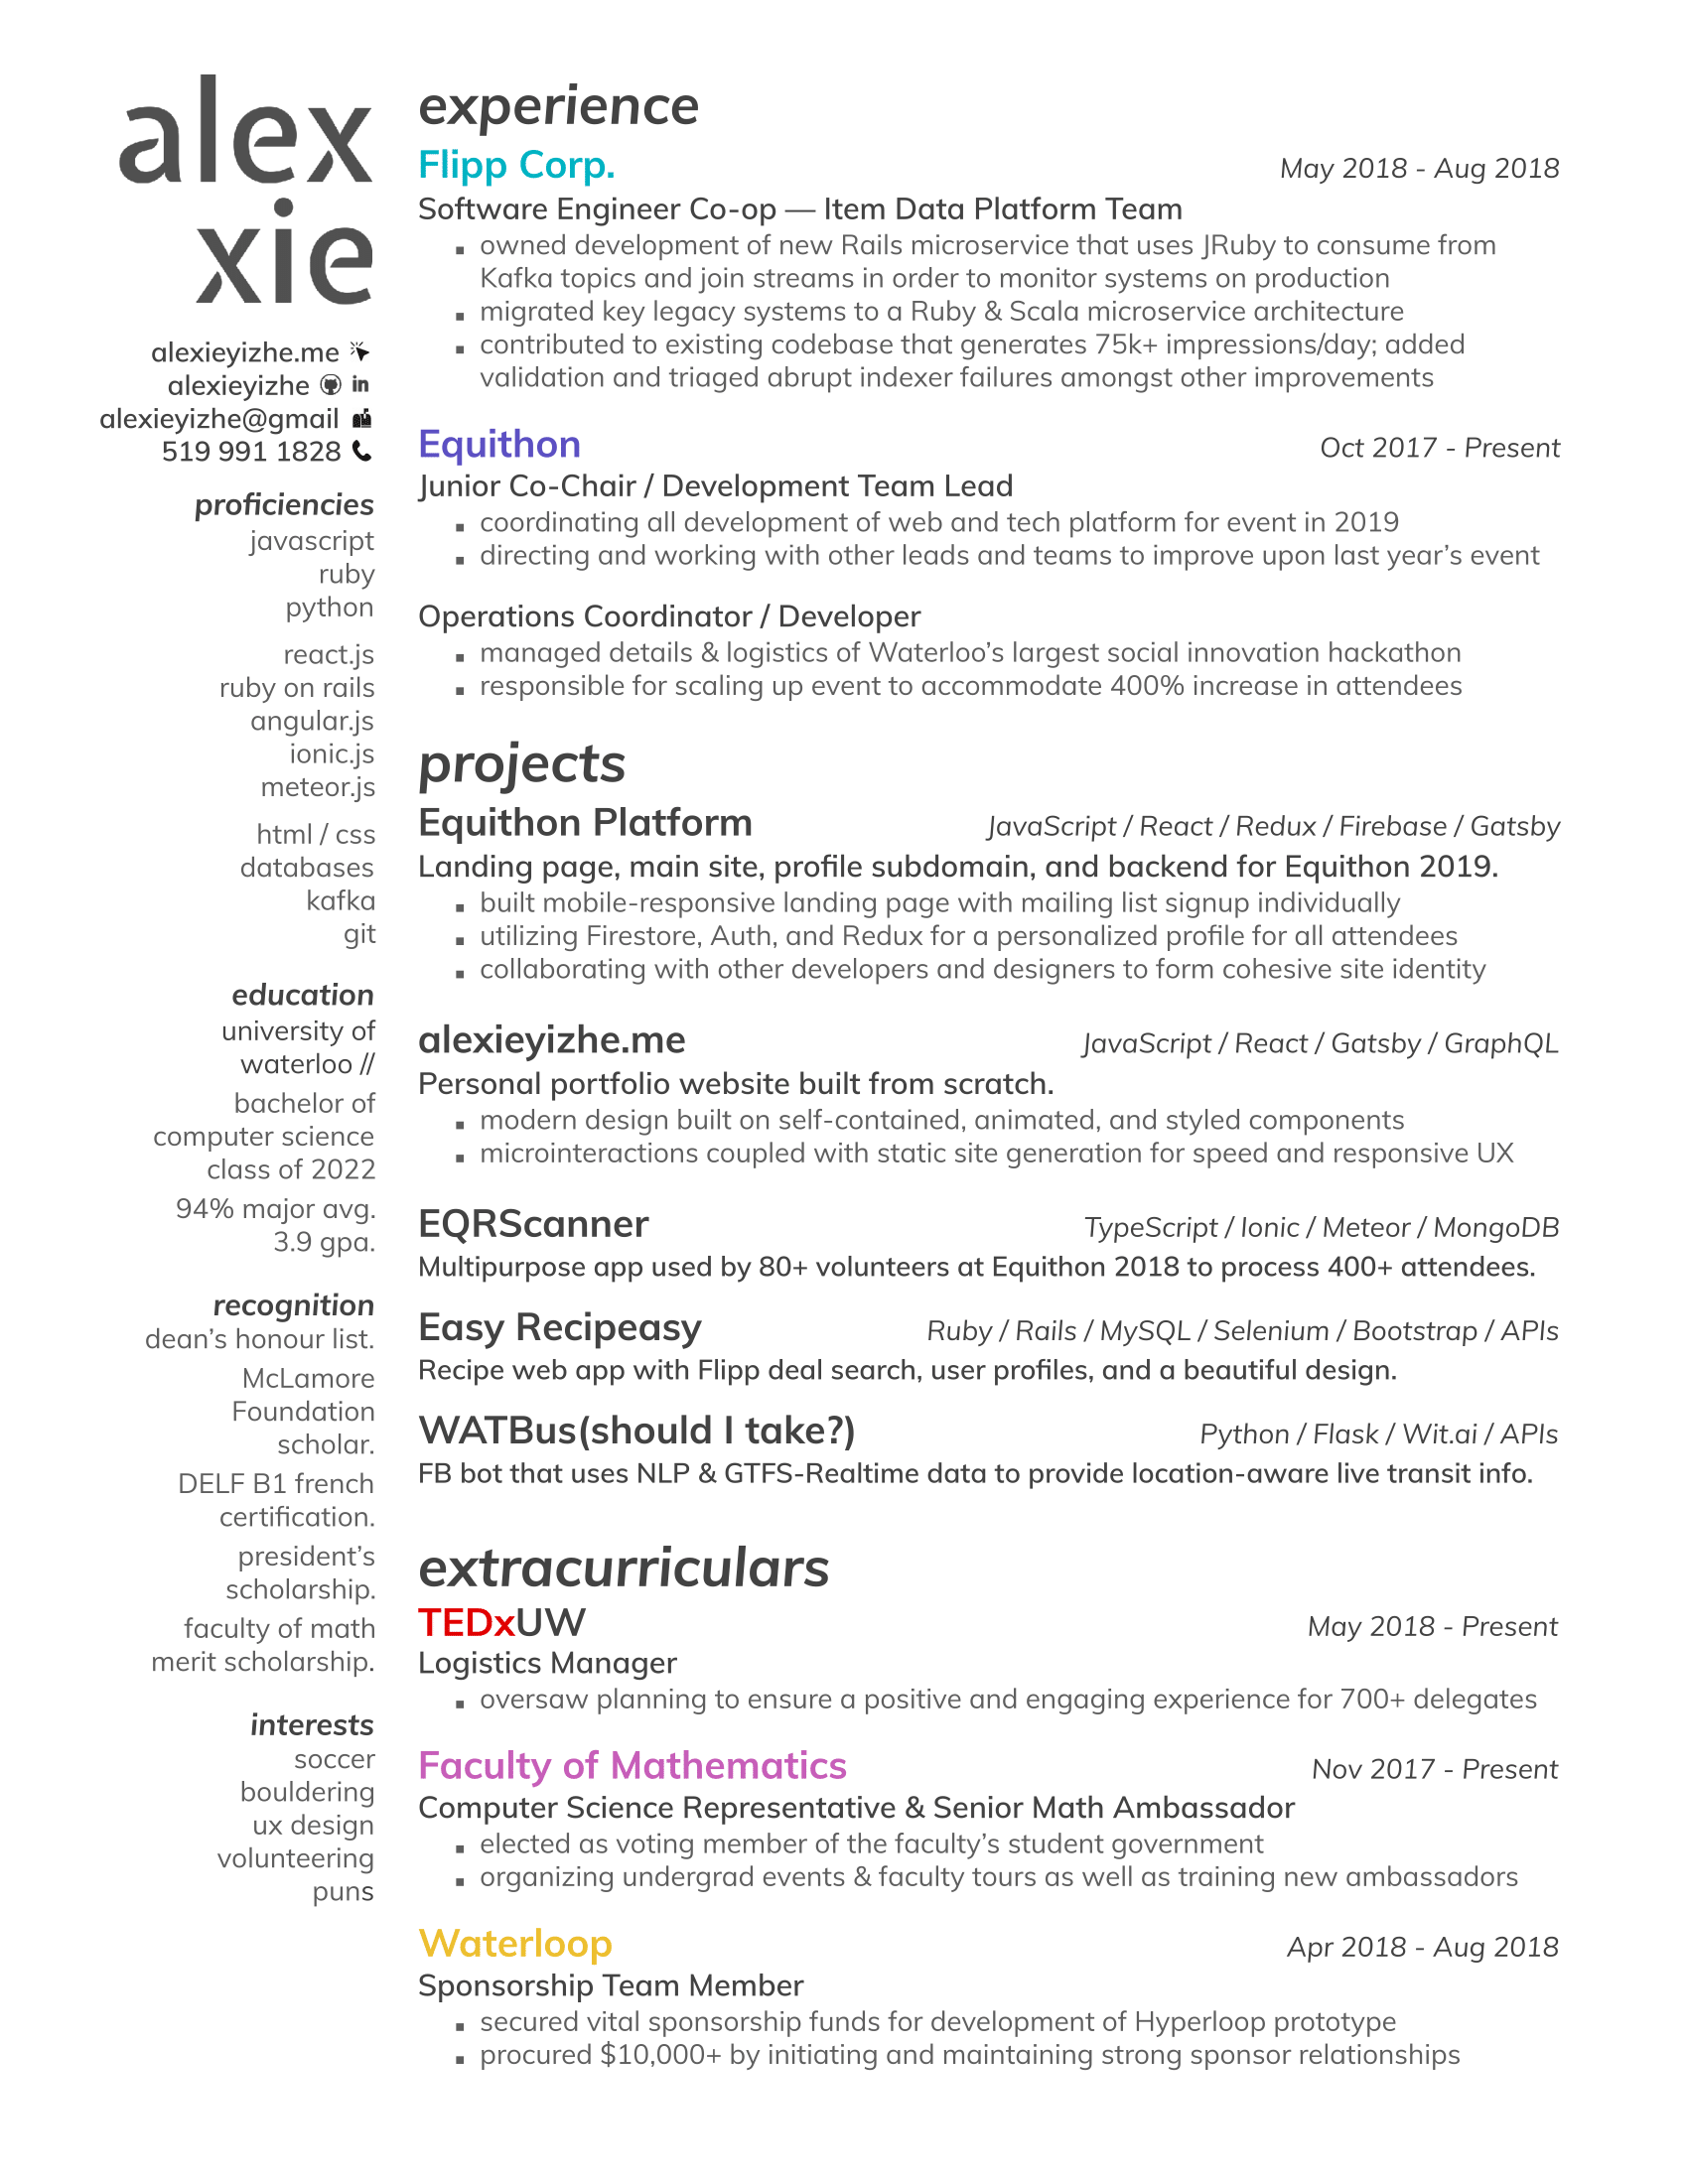 alex
xie
alexieyizhe.me
alexieyizhe
alexieyizhe@gmail
519 991 1828
proficiencies
javascript
ruby
python
react.js
ruby on rails
angular.js
ionic.js
meteor.js
html / css
databases
kafka
git
education
university of
waterloo //
bachelor of
computer science
class of 2022
94% major avg.
3.9 gpa.
recognition
dean’s honour list.
McLamore
Foundation
scholar.
DELF B1 french
certification.
president’s
scholarship.
faculty of math
merit scholarship.
interests
soccer
bouldering
ux design
volunteering
puns
experience
Flipp Corp. May 2018 - Aug 2018
Software Engineer Co-op — Item Data Platform Team
▪ owned development of new Rails microservice that uses JRuby to consume from
Kafka topics and join streams in order to monitor systems on production
▪ migrated key legacy systems to a Ruby & Scala microservice architecture
▪ contributed to existing codebase that generates 75k+ impressions/day; added
validation and triaged abrupt indexer failures amongst other improvements
Equithon Oct 2017 - Present
Junior Co-Chair / Development Team Lead
▪ coordinating all development of web and tech platform for event in 2019
▪ directing and working with other leads and teams to improve upon last year’s event
Operations Coordinator / Developer
▪ managed details & logistics of Waterloo’s largest social innovation hackathon
▪ responsible for scaling up event to accommodate 400% increase in attendees
projects
Equithon Platform JavaScript / React / Redux / Firebase / Gatsby
Landing page, main site, profile subdomain, and backend for Equithon 2019.
▪ built mobile-responsive landing page with mailing list signup individually
▪ utilizing Firestore, Auth, and Redux for a personalized profile for all attendees
▪ collaborating with other developers and designers to form cohesive site identity
alexieyizhe.me JavaScript / React / Gatsby / GraphQL
Personal portfolio website built from scratch.
▪ modern design built on self-contained, animated, and styled components
▪ microinteractions coupled with static site generation for speed and responsive UX
EQRScanner TypeScript / Ionic / Meteor / MongoDB
Multipurpose app used by 80+ volunteers at Equithon 2018 to process 400+ attendees.
Easy Recipeasy Ruby / Rails / MySQL / Selenium / Bootstrap / APIs
Recipe web app with Flipp deal search, user profiles, and a beautiful design.
WATBus(should I take?) Python / Flask / Wit.ai / APIs
FB bot that uses NLP & GTFS-Realtime data to provide location-aware live transit info.
extracurriculars
TEDxUW May 2018 - Present
Logistics Manager
▪ oversaw planning to ensure a positive and engaging experience for 700+ delegates
Faculty of Mathematics Nov 2017 - Present
Computer Science Representative & Senior Math Ambassador
▪ elected as voting member of the faculty’s student government
▪ organizing undergrad events & faculty tours as well as training new ambassadors
Waterloop Apr 2018 - Aug 2018
Sponsorship Team Member
▪ secured vital sponsorship funds for development of Hyperloop prototype
▪ procured $10,000+ by initiating and maintaining strong sponsor relationships